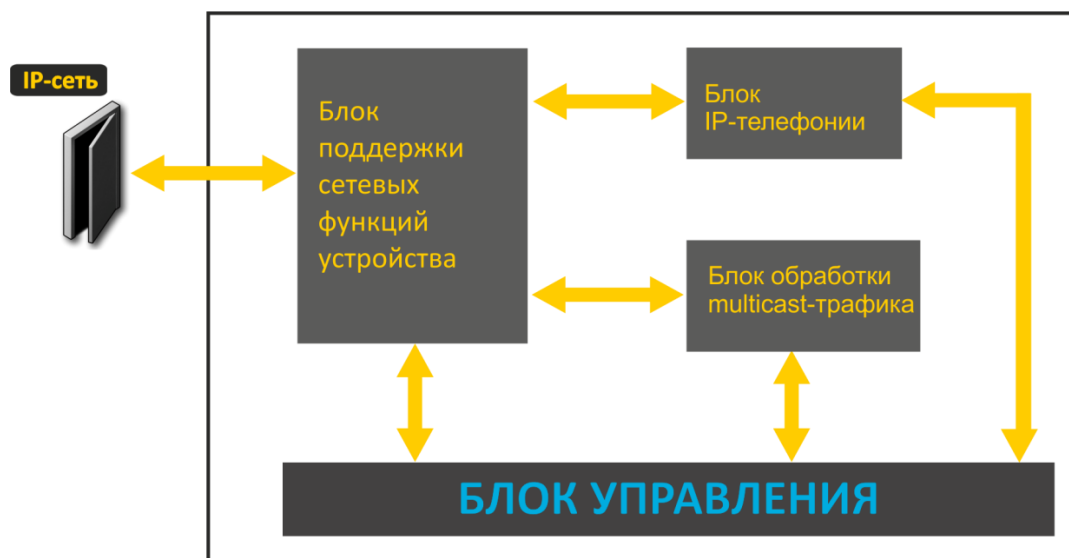 IP-сеть
Блок
поддержки
сетевых
функций
устройства
Блок
IP-телефонии
Блок обработки
multicast-трафика
БЛОК УПРАВЛЕНИЯ